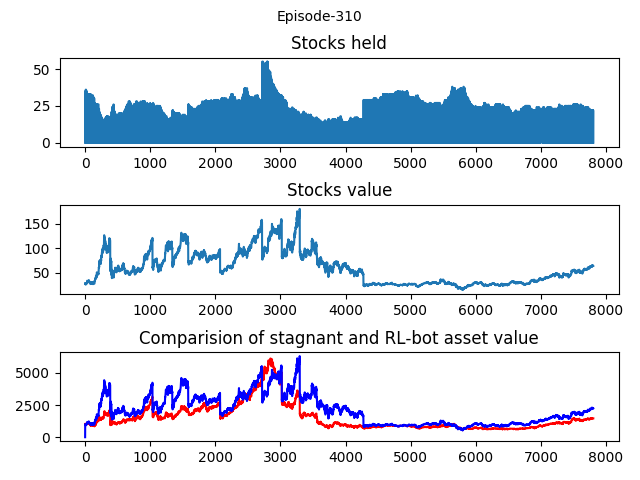 Episode-310
Stocks held
50
25
0
0 1000 2000 3000 4000 5000 6000 7000 8000
Stocks value
150
100
50
0 1000 2000 3000 4000 5000 6000 7000 8000
Comparision of stagnant and RL-bot asset value
5000
2500
0
0 1000 2000 3000 4000 5000 6000 7000 8000